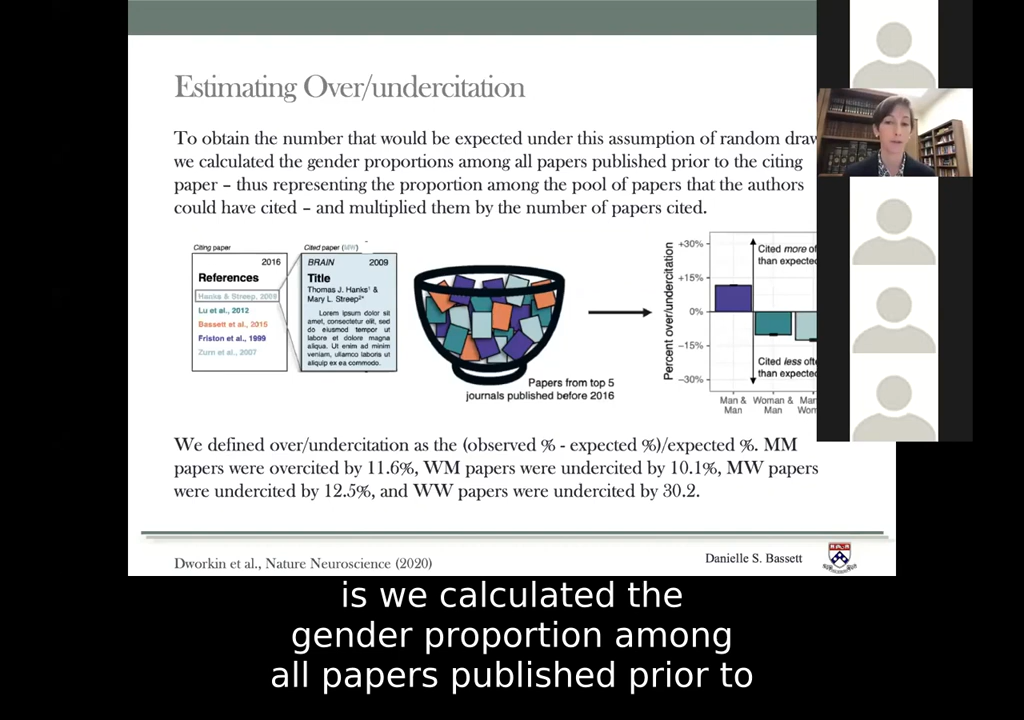 Estimating Over/undercitation
To obtain the number that would be expected under this assumption of random draw
we calculated the gender proportions among all papers published prior to the citing
paper – thus representing the proportion among the pool of papers that the authors
could have cited – and multiplied them by the number of papers cited.
Citing paper
2016
References
Hanks & Streep, 2009
Lu et al., 2012
Bassett et al., 2015
Friston et al., 1999
Zurn et al., 2007
Cited paper (MW)
BRAIN 2009
Title
Thomas J. Hanks¹ &
Mary L. Streep²*
Lorem ipsum dolor sit
amet, consectetur elit, sed
do eiusmod tempor ut
labore et dolore magna
aliqua. Ut enim ad minim
veniam, ullamco laboris ut
aliquip ex ea commodo.
Papers from top 5
journals published before 2016
Percent over/undercitation
+30%
+15%
0%
−15%
−30%
Cited more of
than expected
Cited less oft
than expected
Man &
Man
Woman &
Man
Man
Wom
We defined over/undercitation as the (observed % - expected %)/expected %. MM
papers were overcited by 11.6%, WM papers were undercited by 10.1%, MW papers
were undercited by 12.5%, and WW papers were undercited by 30.2.
Dworkin et al., Nature Neuroscience (2020)
Danielle S. Bassett
is we calculated the
gender proportion among
all papers published prior to